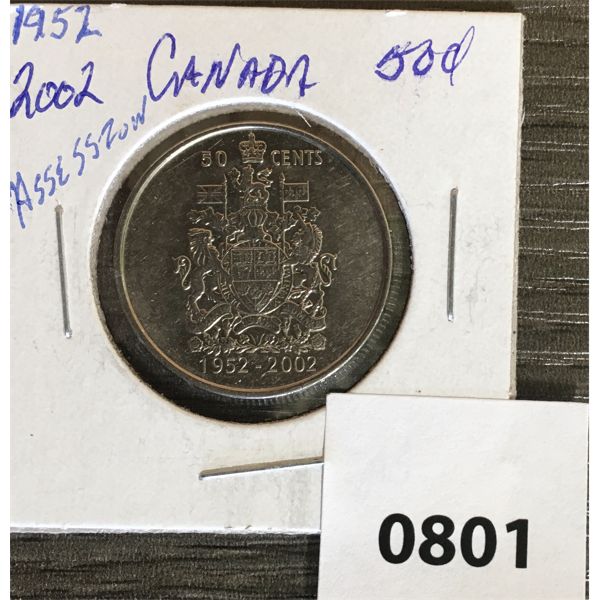 1952
2002 CANADA 50¢
ASSESSION
50 CENTS
1952-2002
0801